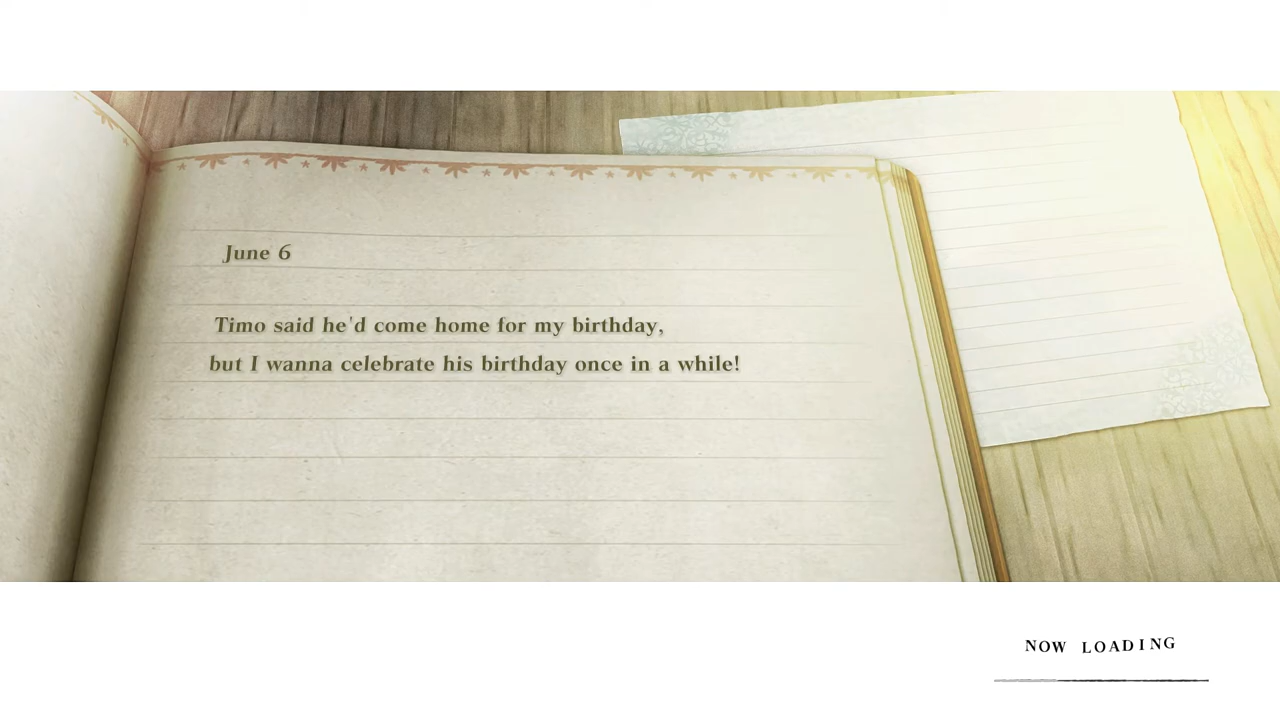 June 6
Timo said he'd come home for my birthday,
but I wanna celebrate his birthday once in a while!
NOW LOADING